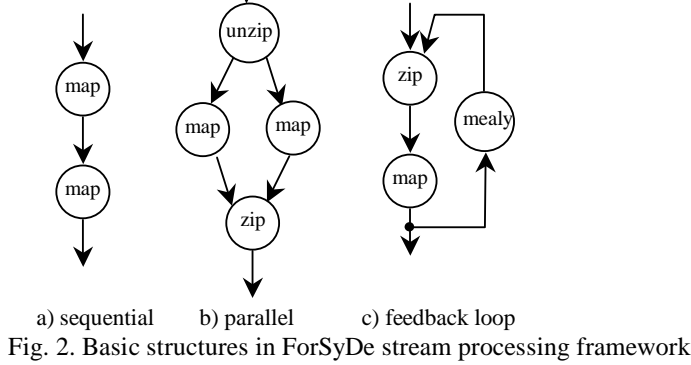 map
map
unzip
map map
zip
zip
mealy
map
a) sequential b) parallel c) feedback loop
Fig. 2. Basic structures in ForSyDe stream processing framework